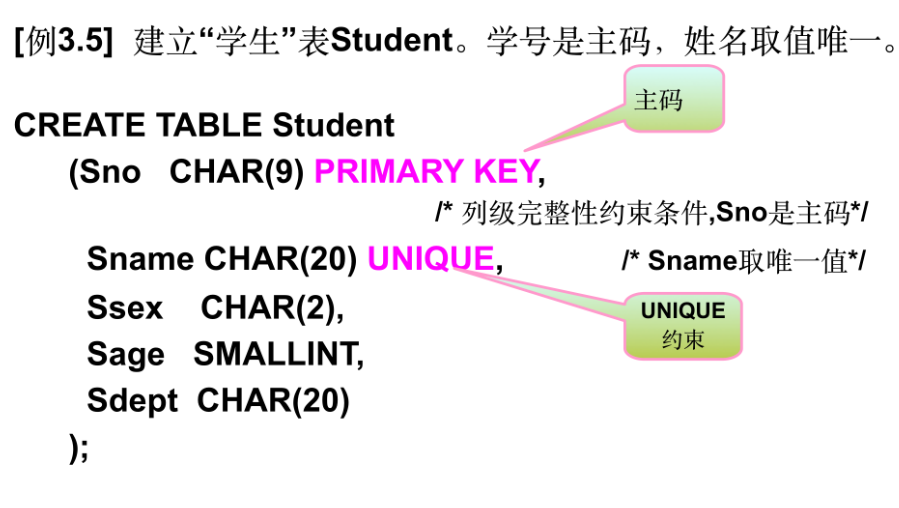 [例3.5] 建立“学生”表Student。学号是主码，姓名取值唯一。
主码
CREATE TABLE Student
(Sno CHAR(9) PRIMARY KEY,
/* 列级完整性约束条件,Sno是主码*/
Sname CHAR(20) UNIQUE, /* Sname取唯一值*/
Ssex CHAR(2),
UNIQUE
约束
Sage SMALLINT,
Sdept CHAR(20)
);